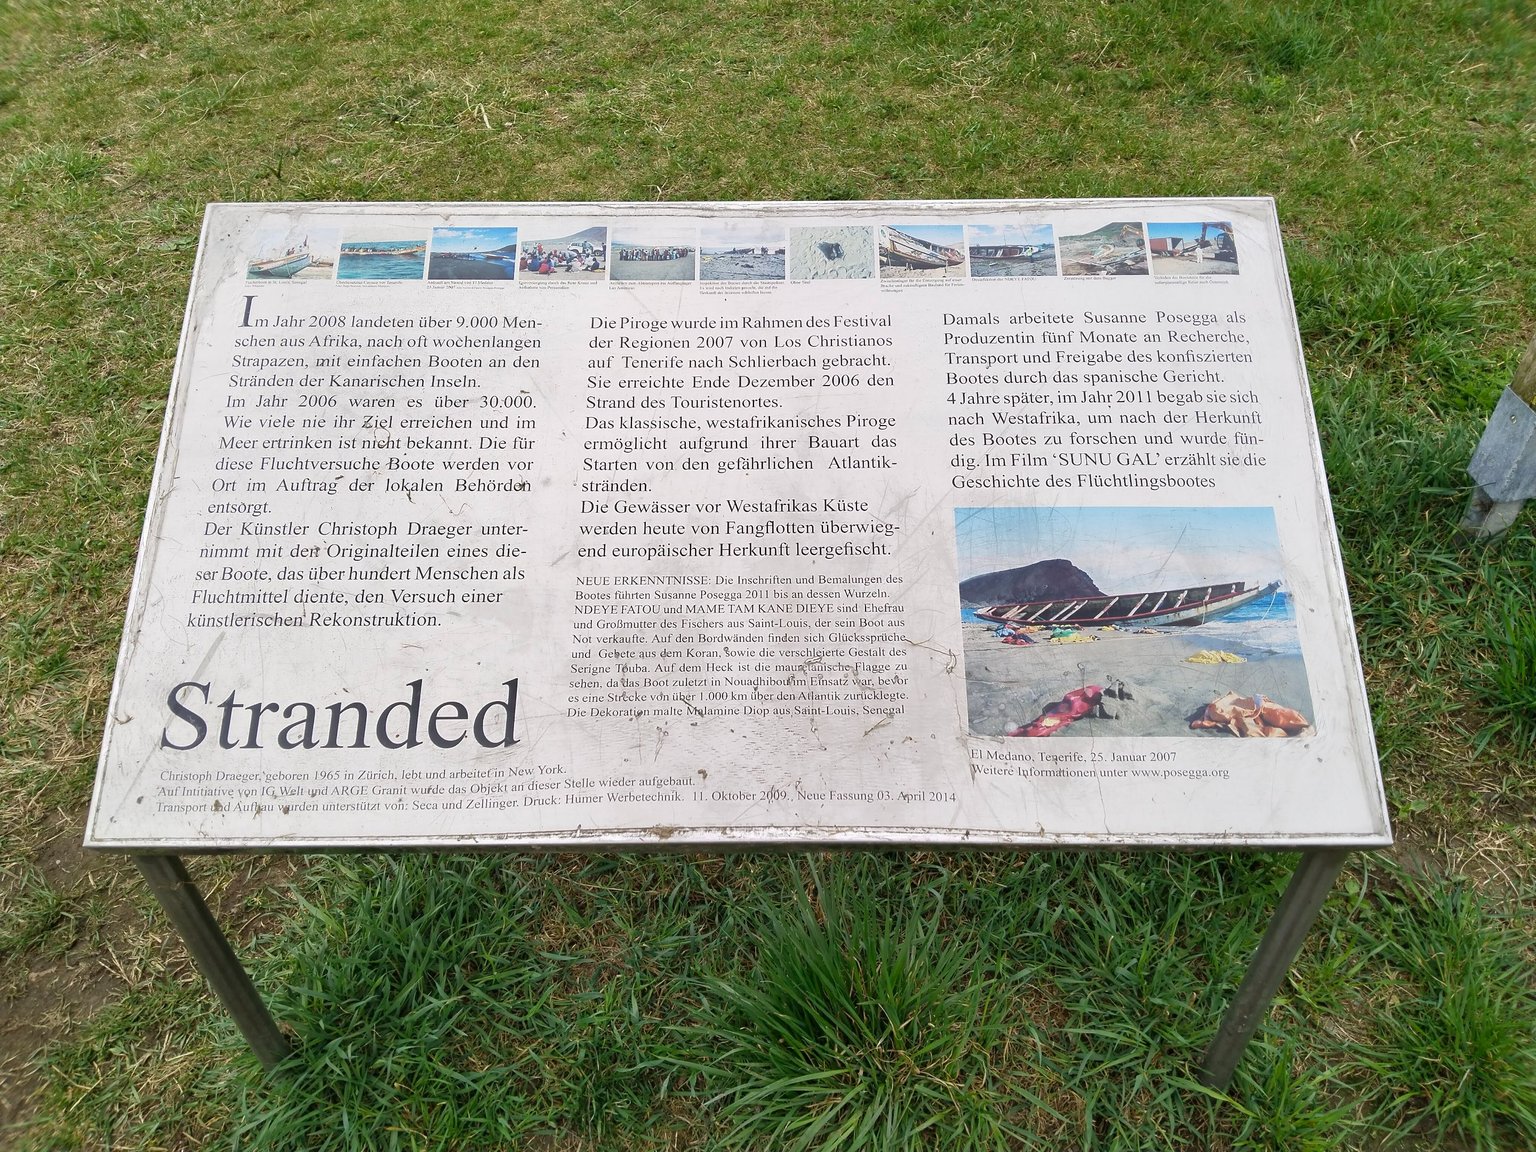 Im Jahr 2008 landeten über 9.000 Men-
schen aus Afrika, nach oft wochenlangen
Strapazen, mit einfachen Booten an den
Stränden der Kanarischen Inseln.
Im Jahr 2006 waren es über 30.000.
Wie viele nie ihr Ziel erreichen und im
Meer ertrinken ist nicht bekannt. Die für
diese Fluchtversuche Boote werden vor
Ort im Auftrag der lokalen Behörden
entsorgt.
Der Künstler Christoph Draeger unter-
nimmt mit den Originalteilen eines die-
ser Boote, das über hundert Menschen als
Fluchtmittel diente, den Versuch einer
künstlerischen Rekonstruktion.
Die Piroge wurde im Rahmen des Festival
der Regionen 2007 von Los Christianos
auf Tenerife nach Schlierbach gebracht.
Sie erreichte Ende Dezember 2006 den
Strand des Touristenortes.
Das klassische, westafrikanisches Piroge
ermöglicht aufgrund ihrer Bauart das
Starten von den gefährlichen Atlantik-
stränden.
Die Gewässer vor Westafrikas Küste
werden heute von Fangflotten überwieg-
end europäischer Herkunft leergefischt.
NEUE ERKENNTNISSE: Die Inschriften und Bemalungen des
Bootes führten Susanne Posegga 2011 bis an dessen Wurzeln.
NDEYE FATOU und MAME TAM KANE DIEYE sind Ehefrau
und Großmutter des Fischers aus Saint-Louis, der sein Boot aus
Not verkaufte. Auf den Bordwänden finden sich Glückssprüche
und Gebete aus dem Koran, sowie die verschleierte Gestalt des
Serigne Touba. Auf dem Heck ist die mauretanische Flagge zu
sehen, da das Boot zuletzt in Nouadhibou im Einsatz war, bevor
es eine Strecke von über 1.000 km über den Atlantik zurücklegte.
Die Dekoration malte Malamine Diop aus Saint-Louis, Senegal
Damals arbeitete Susanne Posegga als
Produzentin fünf Monate an Recherche,
Transport und Freigabe des konfiszierten
Bootes durch das spanische Gericht.
4 Jahre später, im Jahr 2011 begab sie sich
nach Westafrika, um nach der Herkunft
des Bootes zu forschen und wurde fün-
dig. Im Film ‘SUNU GAL’ erzählt sie die
Geschichte des Flüchtlingsbootes
El Medano, Tenerife, 25. Januar 2007
Weitere Informationen unter www.posegga.org
Stranded
Christoph Draeger, geboren 1965 in Zürich, lebt und arbeitet in New York.
Auf Intitiative von IG Welt und ARGE Granit wurde das Objekt an dieser Stelle wieder aufgebaut.
Transport und Aufbau wurden unterstützt von: Seca und Zellinger. Druck: Humer Werbetechnik. 11. Oktober 2009., Neue Fassung 03. April 2014